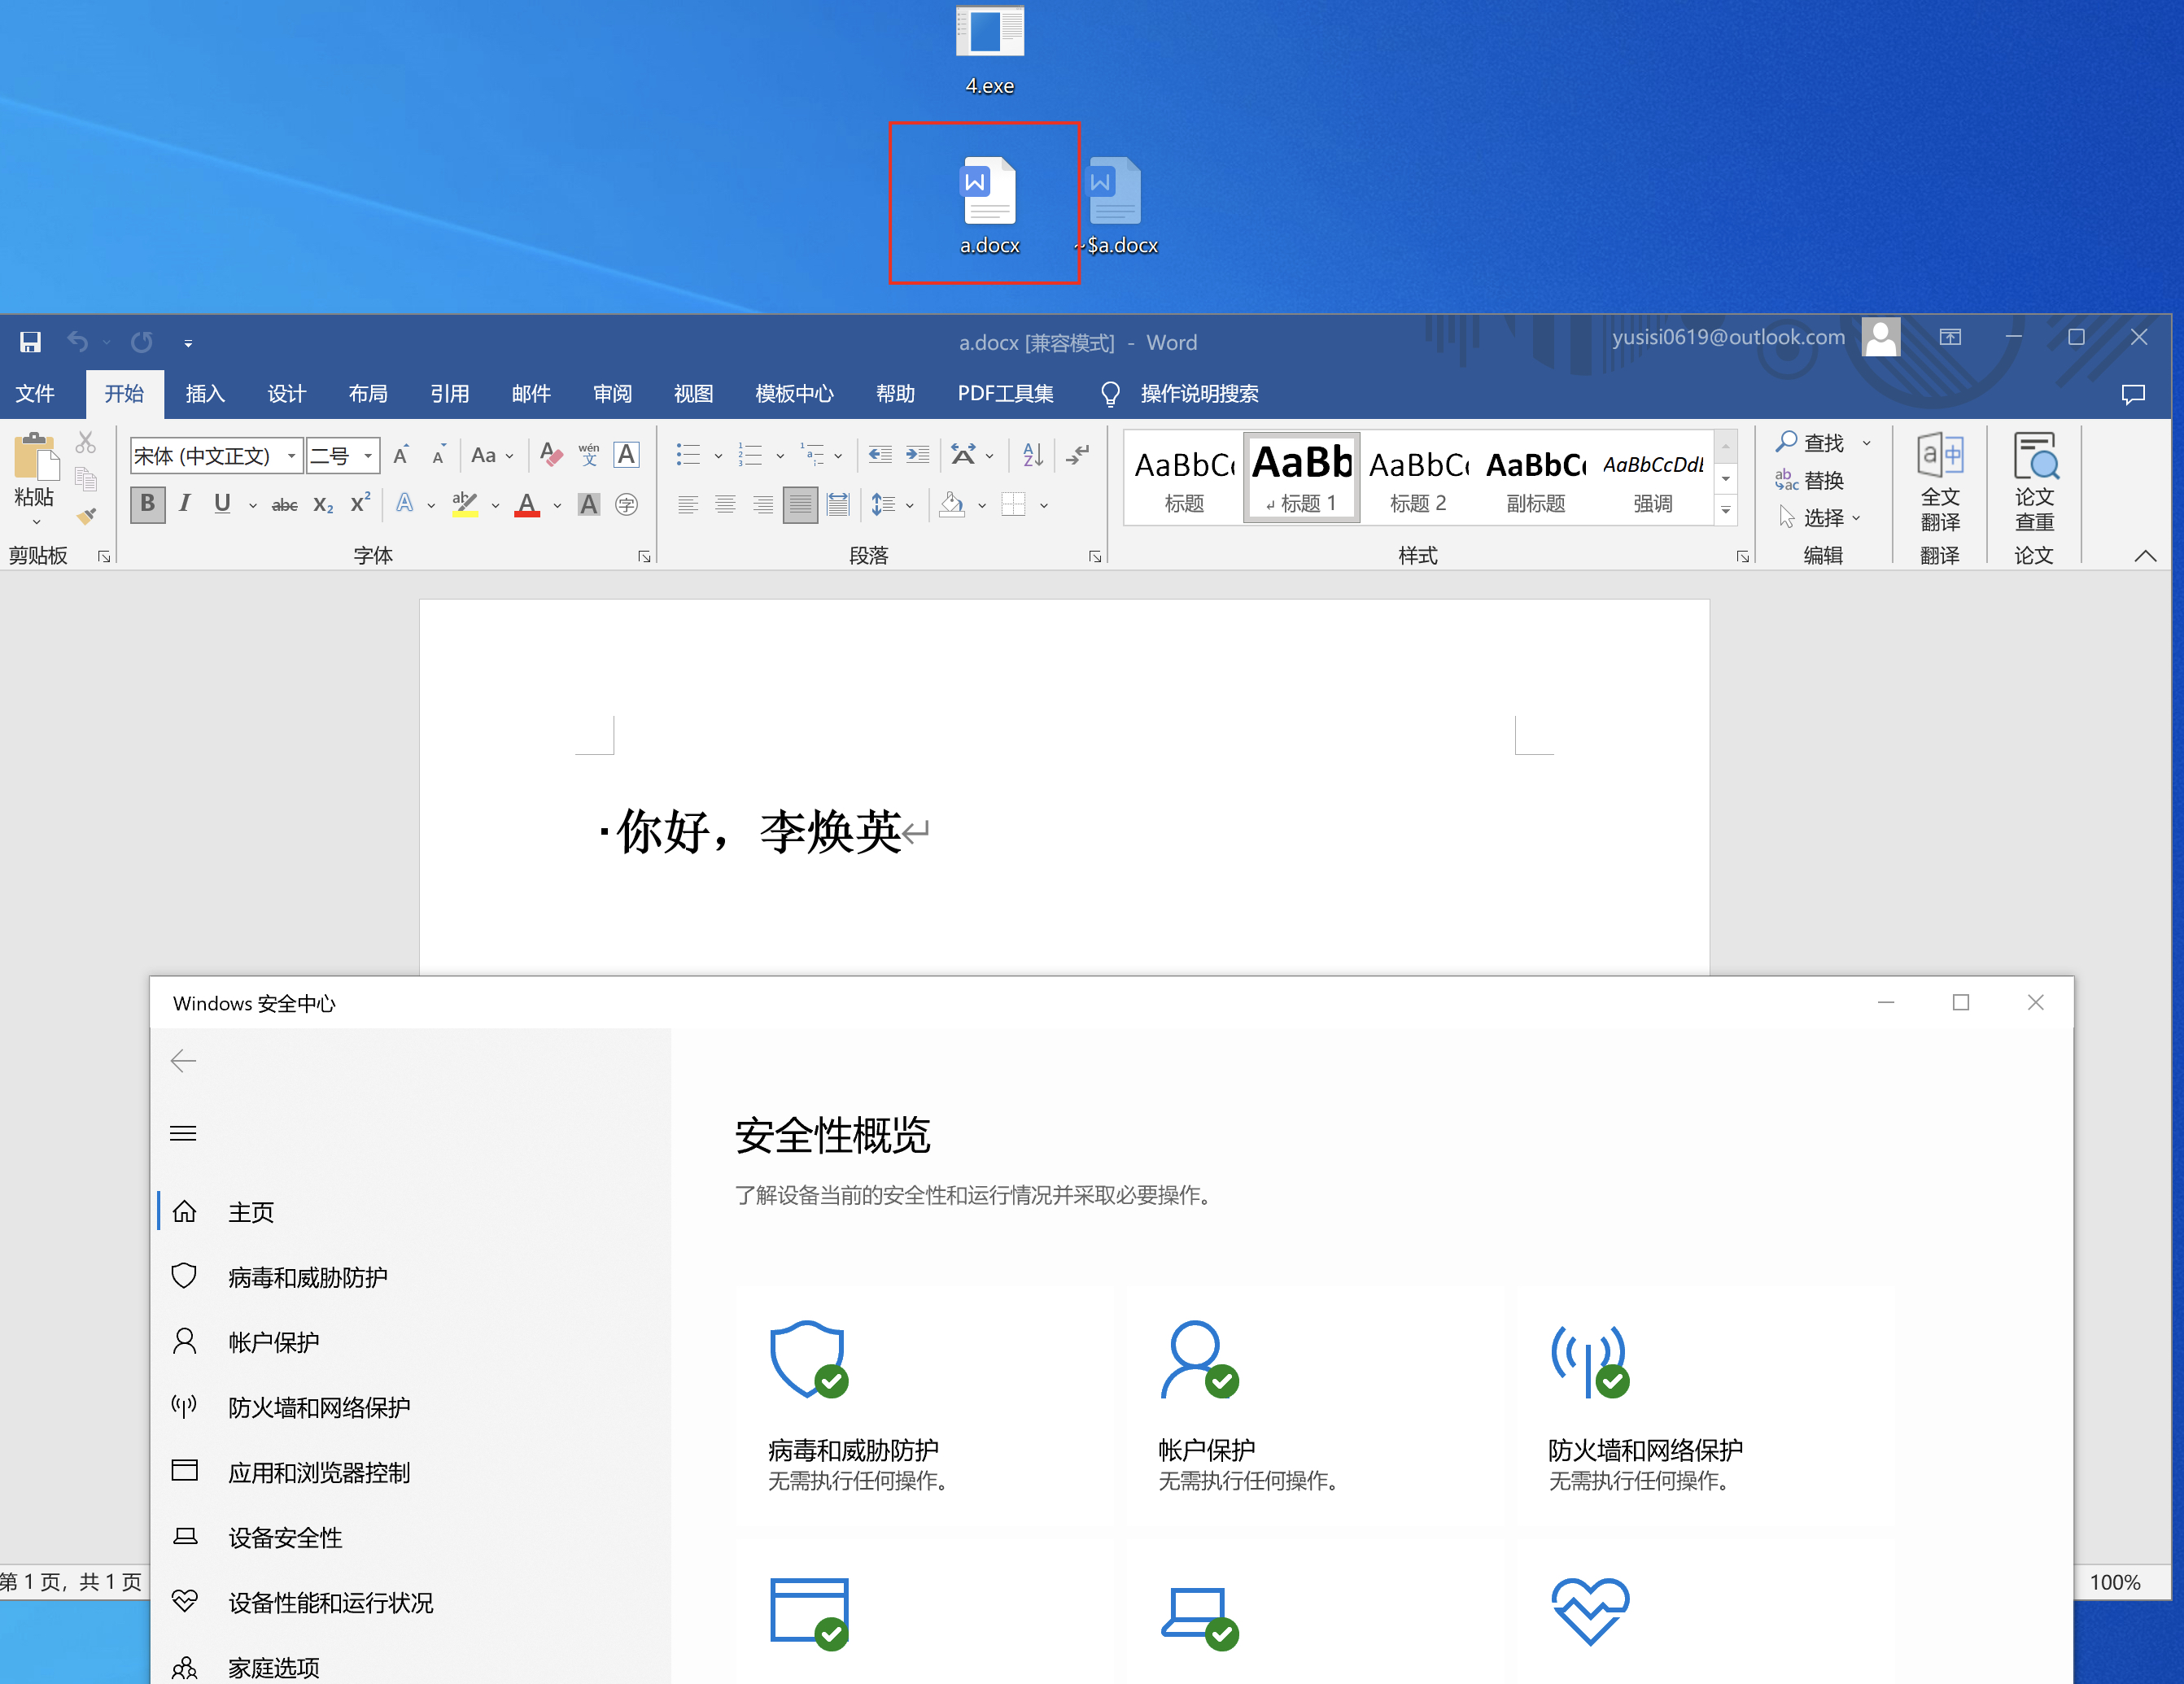 4.exe
a.docx
~$a.docx
a.docx [兼容模式] - Word
yusisi0619@outlook.com
文件 开始 插入 设计 布局 引用 邮件 审阅 视图 模板中心 帮助 PDF工具集 操作说明搜索
宋体 (中文正文) 二号 Aa wén 文 A
粘贴
B I U abc X₂ X² A ab A A 字
AaBbC AaBb AaBbC AaBbC AaBbCcDd
标题 ↲ 标题 1 标题 2 副标题 强调
查找
替换
选择
全文
翻译
论文
查重
剪贴板 字体 段落 样式 编辑 翻译 论文
·你好，李焕英↵
Windows 安全中心
安全性概览
了解设备当前的安全性和运行情况并采取必要操作。
主页
病毒和威胁防护
帐户保护
防火墙和网络保护
应用和浏览器控制
设备安全性
设备性能和运行状况
家庭选项
病毒和威胁防护
无需执行任何操作。
帐户保护
无需执行任何操作。
防火墙和网络保护
无需执行任何操作。
第 1 页，共 1 页
100%